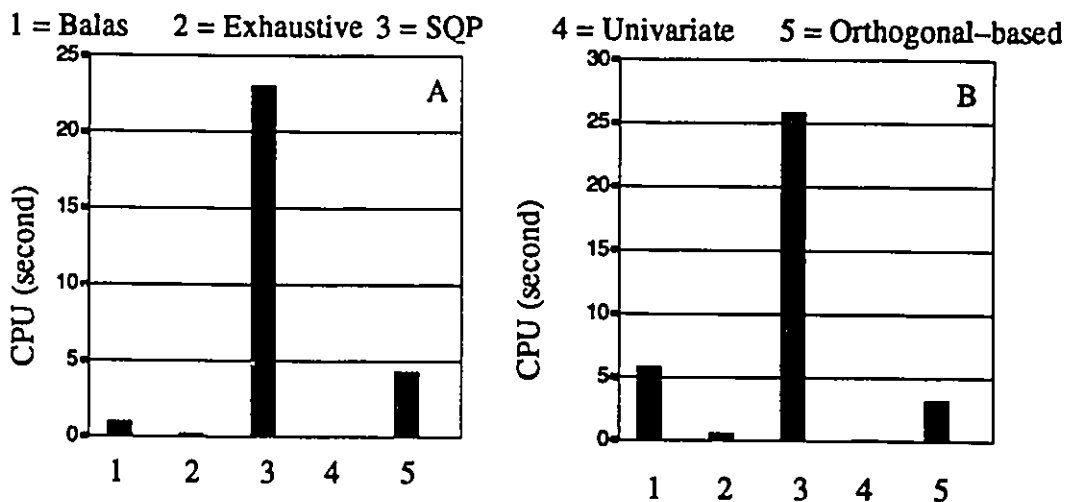 1 = Balas 2 = Exhaustive 3 = SQP 4 = Univariate 5 = Orthogonal–based
A
CPU (second)
25
20
15
10
5
0
1 2 3 4 5
B
CPU (second)
30
25
20
15
10
5
0
1 2 3 4 5